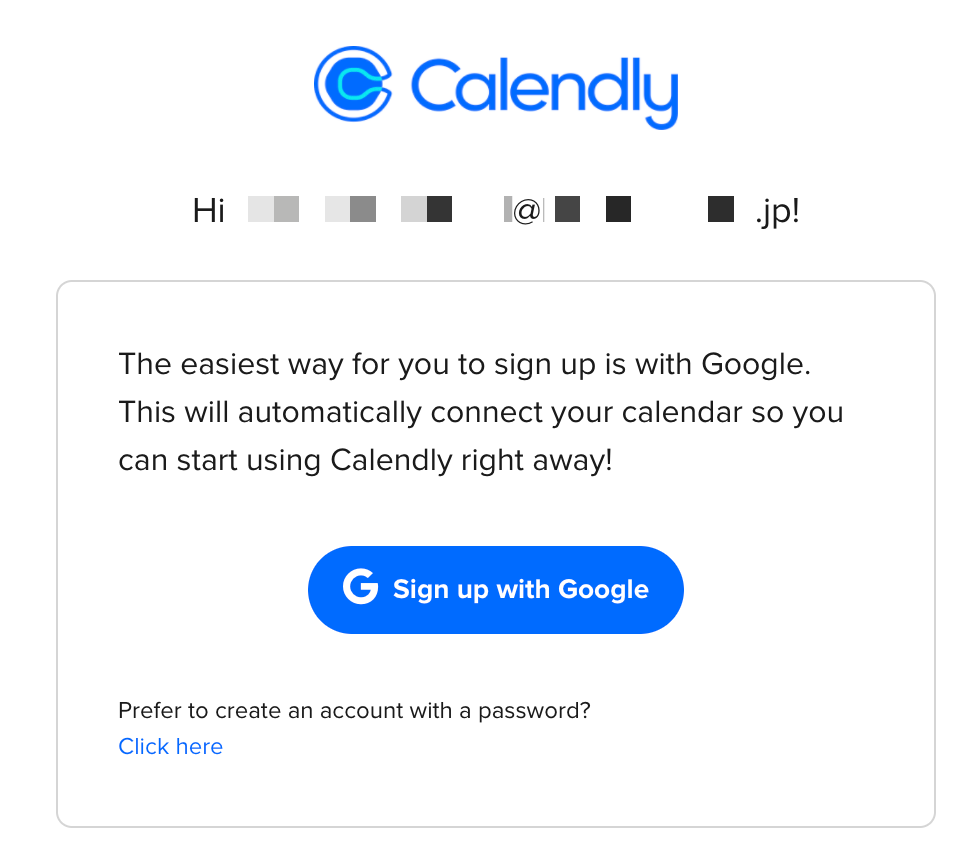 Calendly
Hi @ .jp!
The easiest way for you to sign up is with Google.
This will automatically connect your calendar so you
can start using Calendly right away!
G Sign up with Google
Prefer to create an account with a password?
Click here